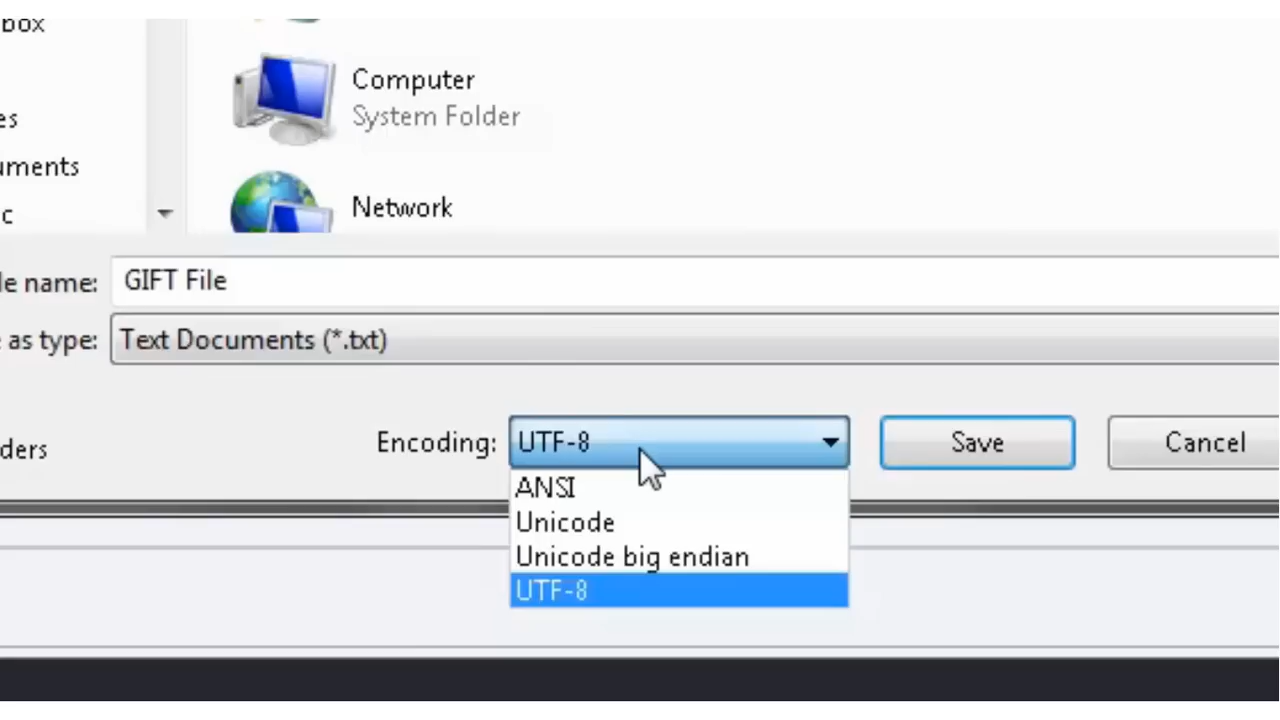 box
Computer
System Folder
es
uments
c
Network
le name: GIFT File
e as type: Text Documents (*.txt)
ders
Encoding: UTF-8
Save
Cancel
ANSI
Unicode
Unicode big endian
UTF-8